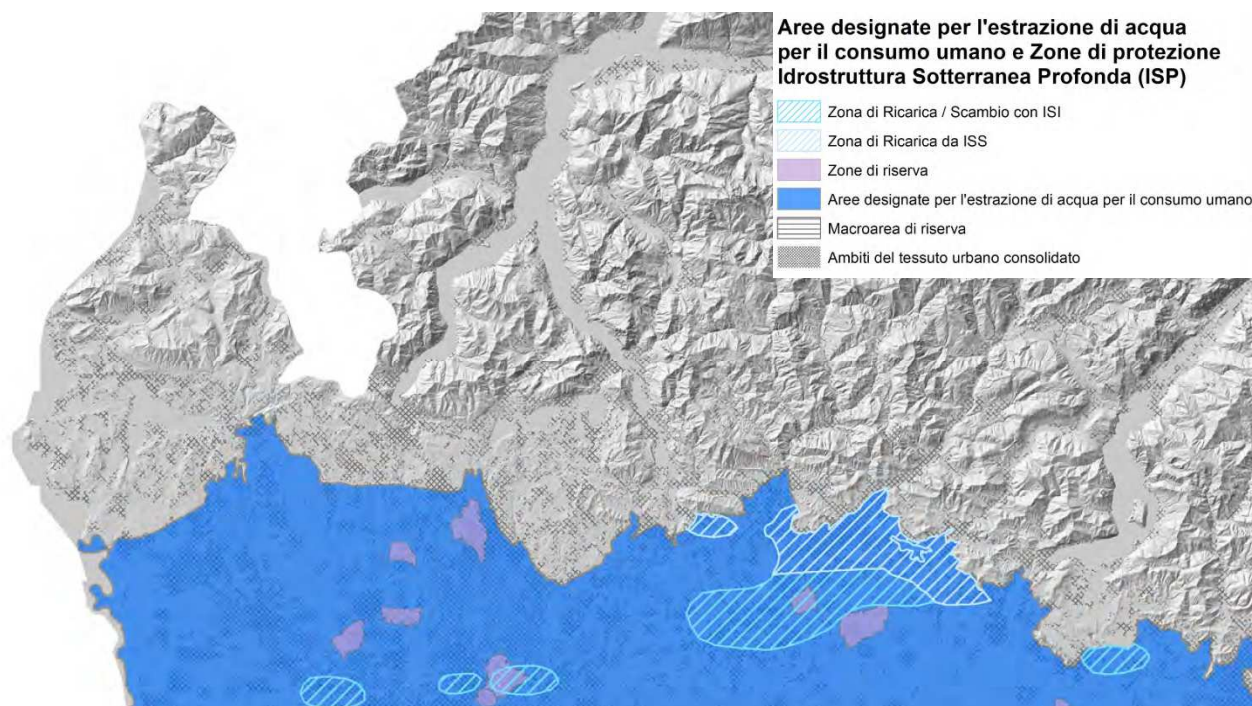 Aree designate per l'estrazione di acqua
per il consumo umano e Zone di protezione
Idrostruttura Sotterranea Profonda (ISP)
Zona di Ricarica / Scambio con ISI
Zona di Ricarica da ISS
Zone di riserva
Aree designate per l'estrazione di acqua per il consumo umano
Macroarea di riserva
Ambiti del tessuto urbano consolidato